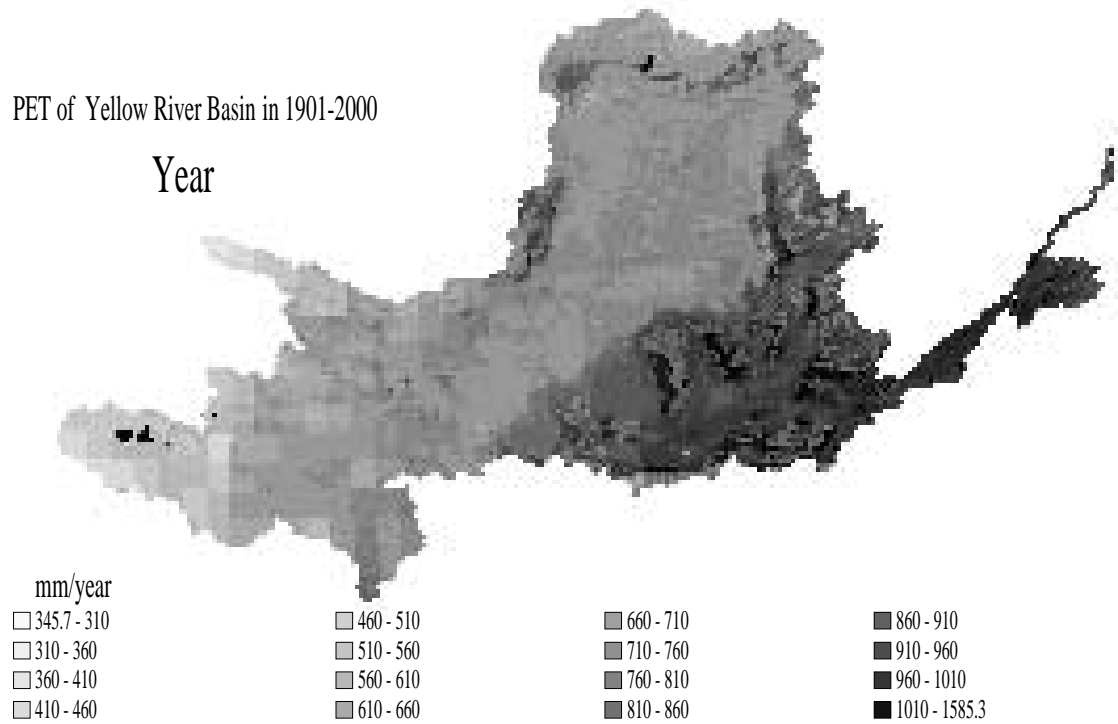 PET of Yellow River Basin in 1901-2000
Year
mm/year
345.7 - 310
310 - 360
360 - 410
410 - 460
460 - 510
510 - 560
560 - 610
610 - 660
660 - 710
710 - 760
760 - 810
810 - 860
860 - 910
910 - 960
960 - 1010
1010 - 1585.3